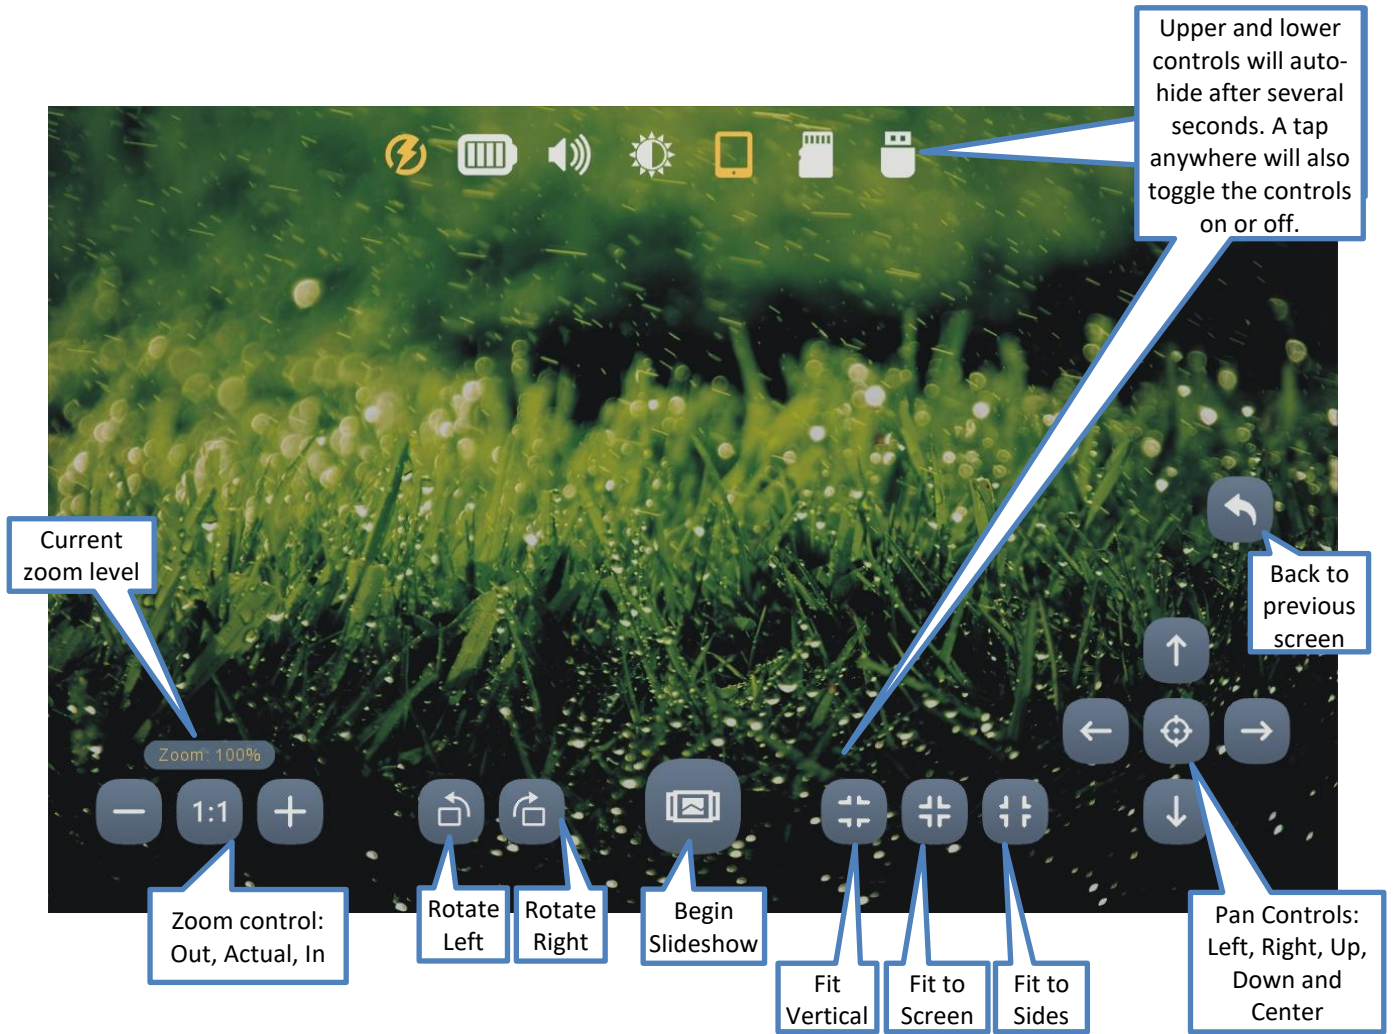 Upper and lower
controls will auto-
hide after several
seconds. A tap
anywhere will also
toggle the controls
on or off.
Current
zoom level
Back to
previous
screen
Zoom: 100%
1:1
Zoom control:
Out, Actual, In
Rotate
Left
Rotate
Right
Begin
Slideshow
Fit
Vertical
Fit to
Screen
Fit to
Sides
Pan Controls:
Left, Right, Up,
Down and
Center